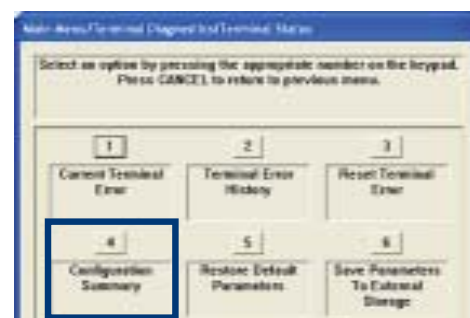 Main Menu/Terminal Diagnostics/Terminal Status
Select an option by pressing the appropriate number on the keypad.
Press CANCEL to return to previous menu.
1 2 3
Current Terminal Error Terminal Error History Reset Terminal Error
4 5 6
Configuration Summary Restore Default Parameters Save Parameters To External Storage